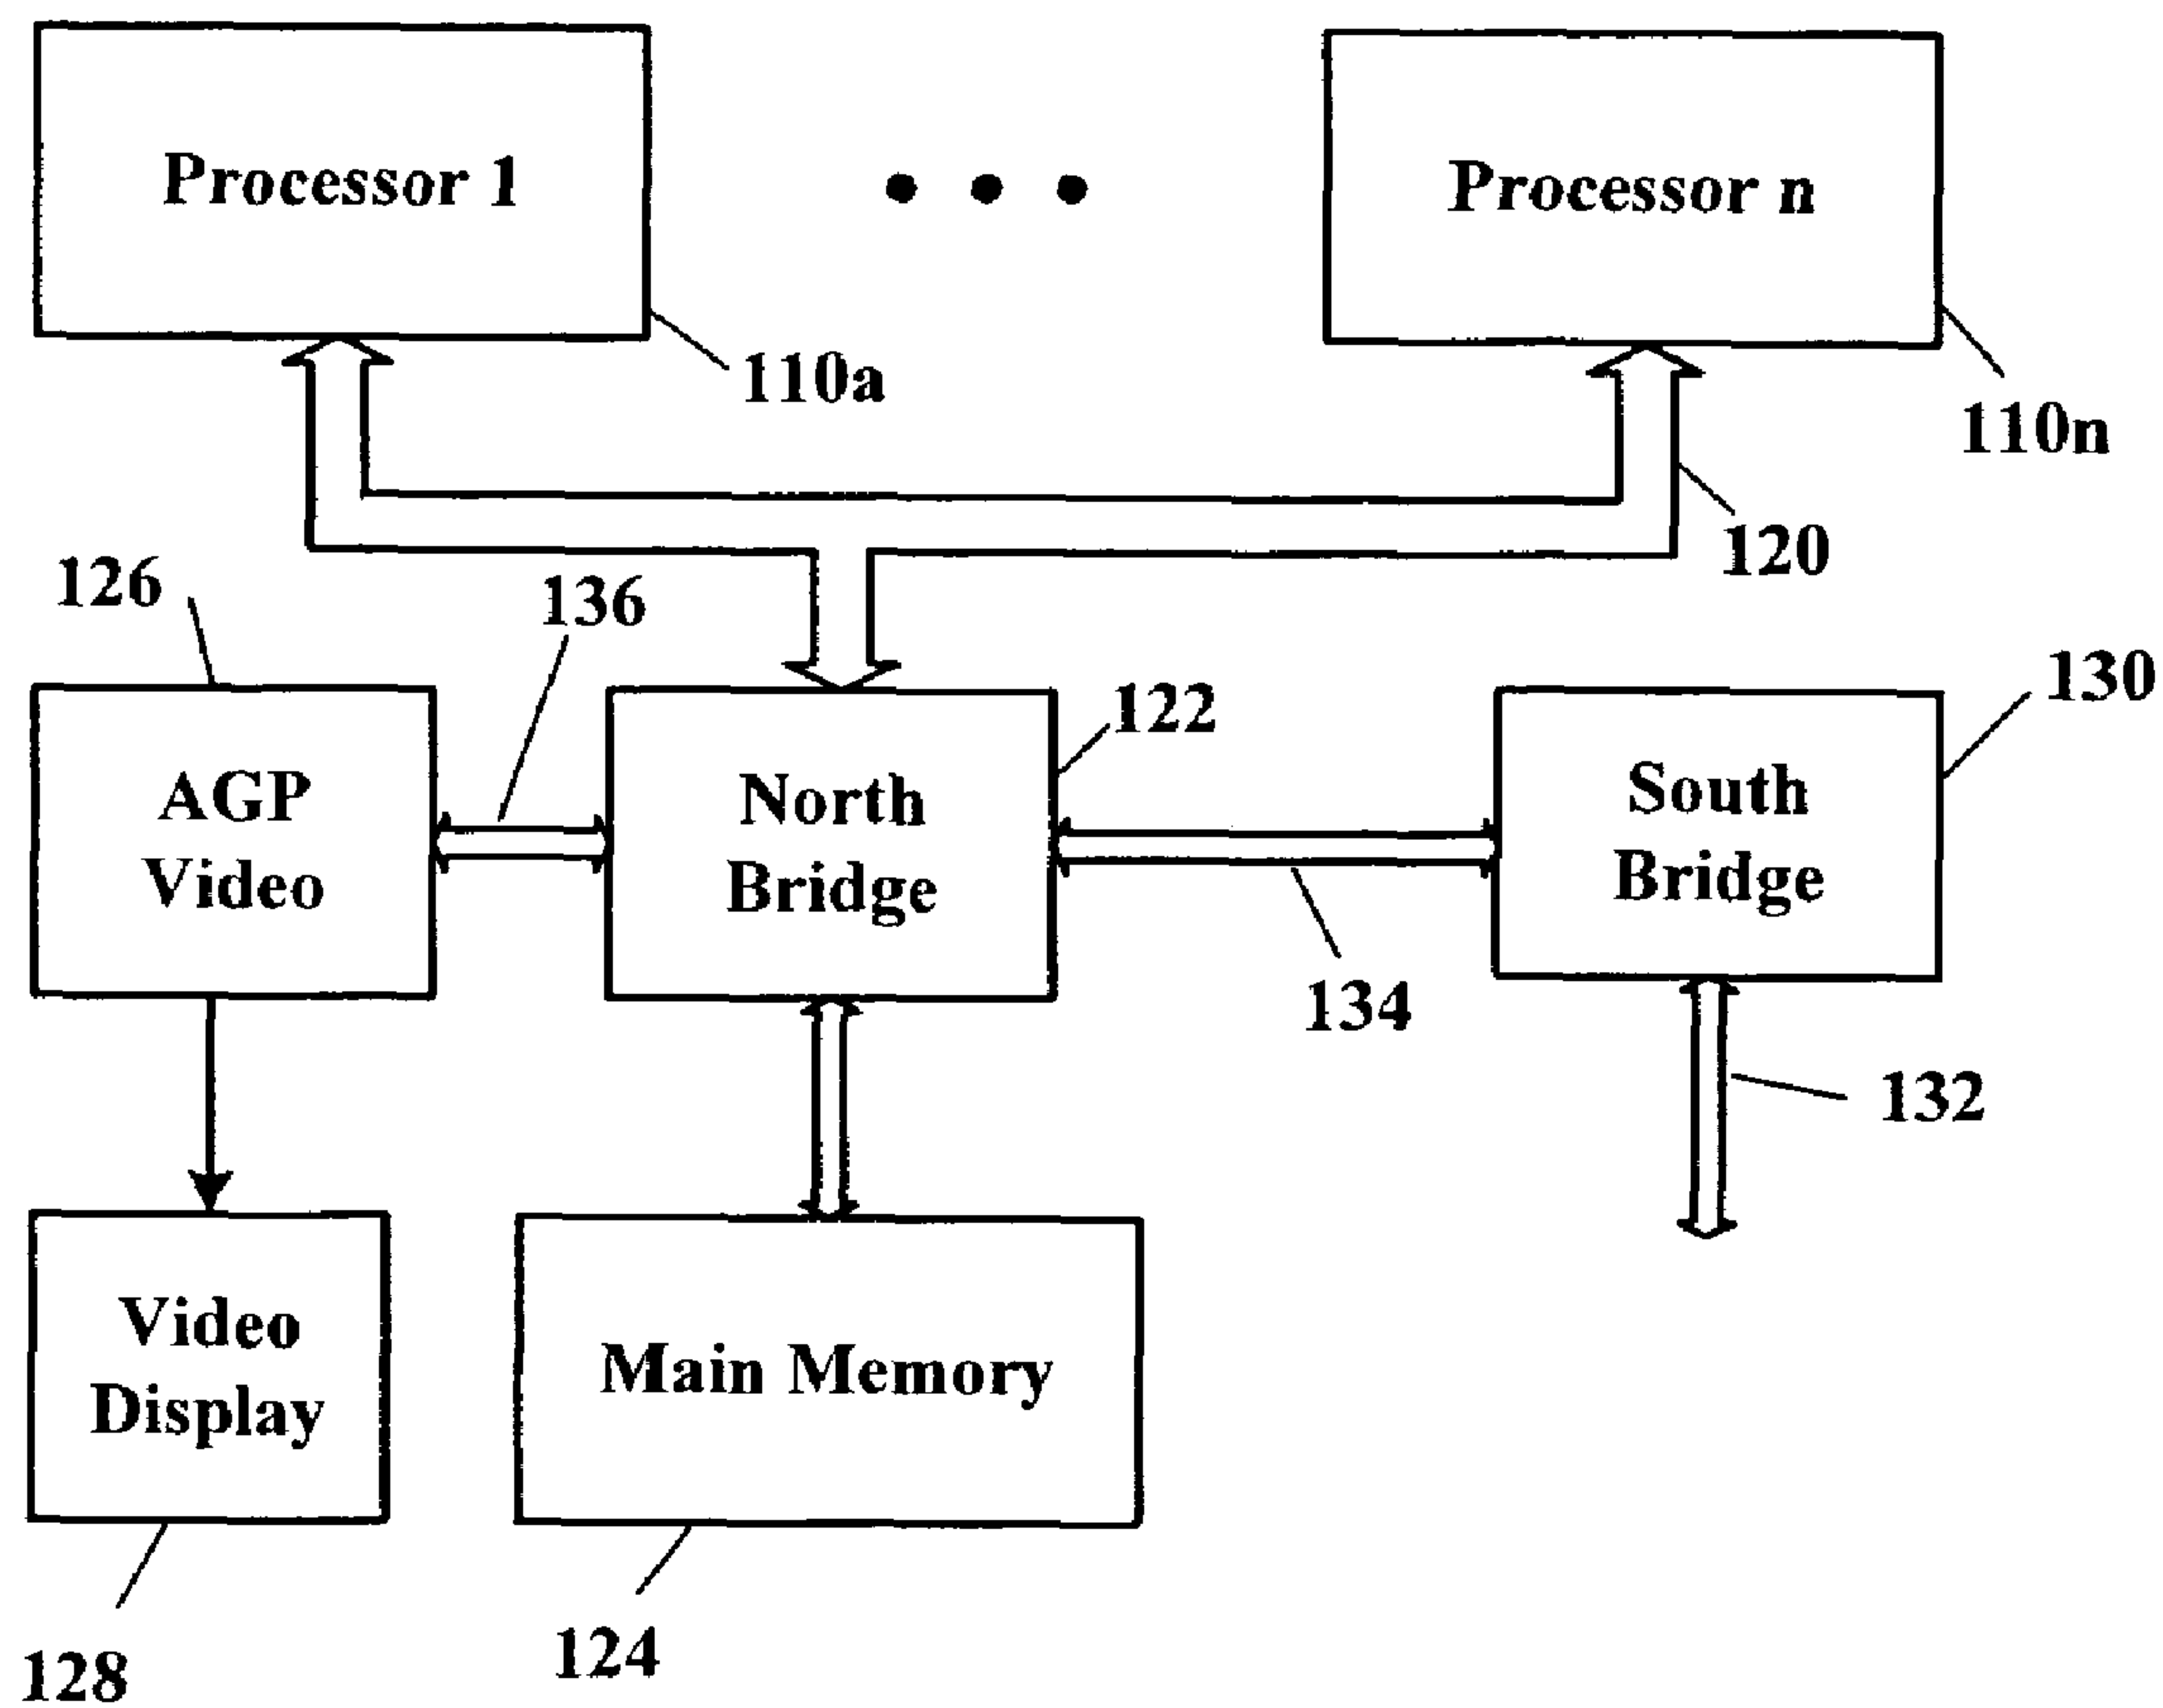 Processor 1
Processor n
110a
110n
120
126
136
122
130
AGP
Video
North
Bridge
South
Bridge
134
132
Video
Display
Main Memory
128
124